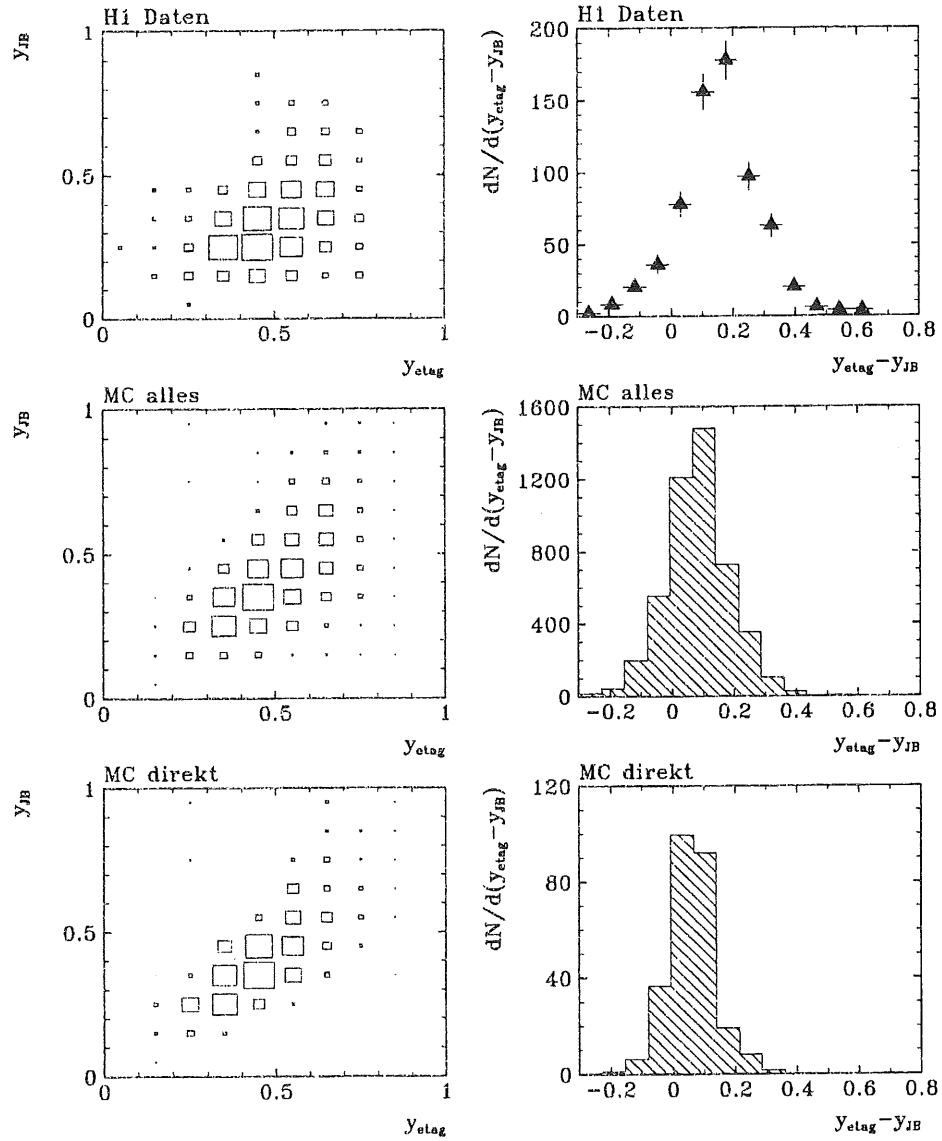 H1 Daten
y_JB
1
0.5
0
0
0.5
1
y_etag
H1 Daten
dN/d(y_etag-y_JB)
200
150
100
50
0
-0.2
0
0.2
0.4
0.6
0.8
y_etag-y_JB
MC alles
y_JB
1
0.5
0
0
0.5
1
y_etag
MC alles
dN/d(y_etag-y_JB)
1600
1200
800
400
0
-0.2
0
0.2
0.4
0.6
0.8
y_etag-y_JB
MC direkt
y_JB
1
0.5
0
0
0.5
1
y_etag
MC direkt
dN/d(y_etag-y_JB)
120
80
40
0
-0.2
0
0.2
0.4
0.6
0.8
y_etag-y_JB